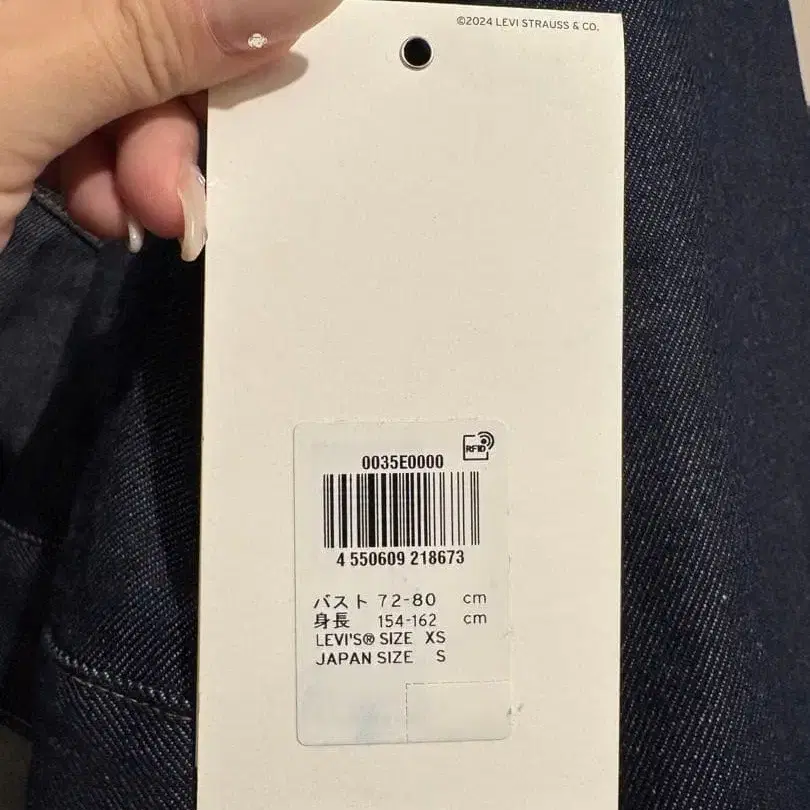 ©2024 LEVI STRAUSS & CO.
0035E0000
RFID
4 550609 218673
バスト 72-80 cm
身長 154-162 cm
LEVI'S® SIZE XS
JAPAN SIZE S